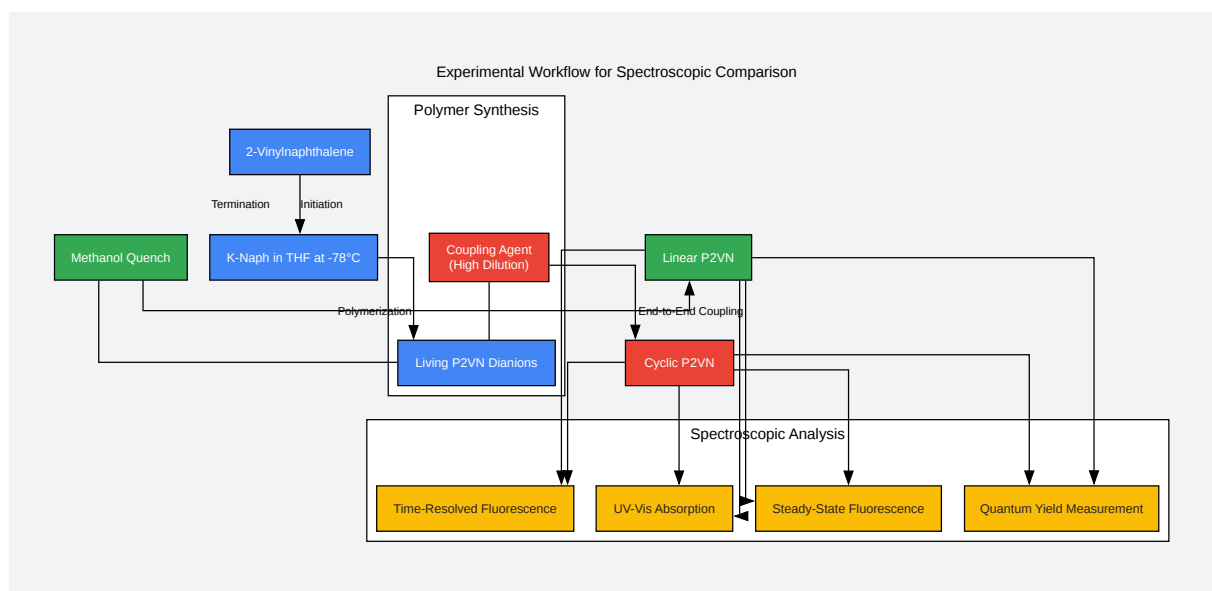 Experimental Workflow for Spectroscopic Comparison
Polymer Synthesis
2-Vinylnaphthalene
Termination
Initiation
Methanol Quench
K-Naph in THF at -78°C
Coupling Agent
(High Dilution)
Linear P2VN
Polymerization
End-to-End Coupling
Living P2VN Dianions
Cyclic P2VN
Spectroscopic Analysis
Time-Resolved Fluorescence
UV-Vis Absorption
Steady-State Fluorescence
Quantum Yield Measurement